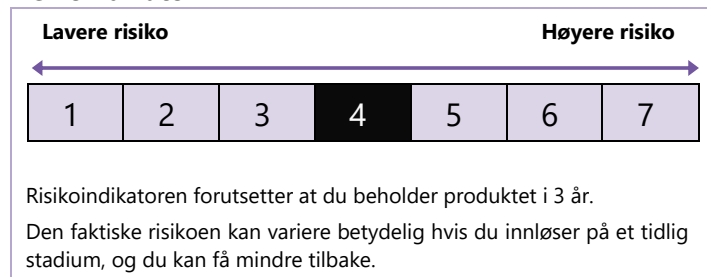 Lavere risiko Høyere risiko
1 2 3 4 5 6 7
Risikoindikatoren forutsetter at du beholder produktet i 3 år.
Den faktiske risikoen kan variere betydelig hvis du innløser på et tidlig
stadium, og du kan få mindre tilbake.